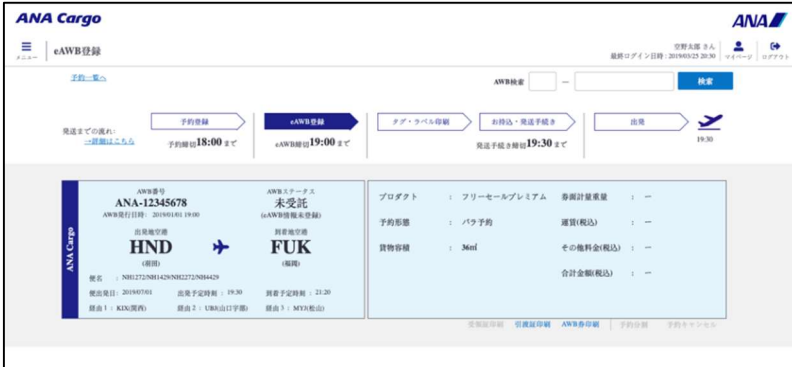 ANA Cargo
ANA
メニュー
eAWB登録
空野太郎 さん
最終ログイン日時 : 2019/03/25 20:30
マイページ
ログアウト
予約一覧へ
AWB検索
—
検索
発送までの流れ:
→詳細はこちら
予約登録
予約締切18:00 まで
eAWB登録
eAWB締切19:00 まで
タグ・ラベル印刷
お持込・発送手続き
発送手続き締切19:30 まで
出発
19:30
ANA Cargo
AWB番号
ANA-12345678
AWB発行日時: 2019/01/01 19:00
AWBステータス
未受託
(eAWB情報未登録)
出発地空港
HND
(羽田)
到着地空港
FUK
(福岡)
便名 : NH1272/NH1429/NH2272/NH4429
便出発日: 2019/07/01 出発予定時刻 : 19:30 到着予定時刻 : 21:20
経由1 : KIX(関西) 経由2 : UBJ(山口宇部) 経由3 : MYJ(松山)
プロダクト : フリーセールプレミアム
予約形態 : バラ予約
貨物容積 : 36㎥
券面計量重量 : —
運賃(税込) : —
その他料金(税込) : —
合計金額(税込) : —
受領証印刷 引渡証印刷 AWB券印刷 予約分割 予約キャンセル